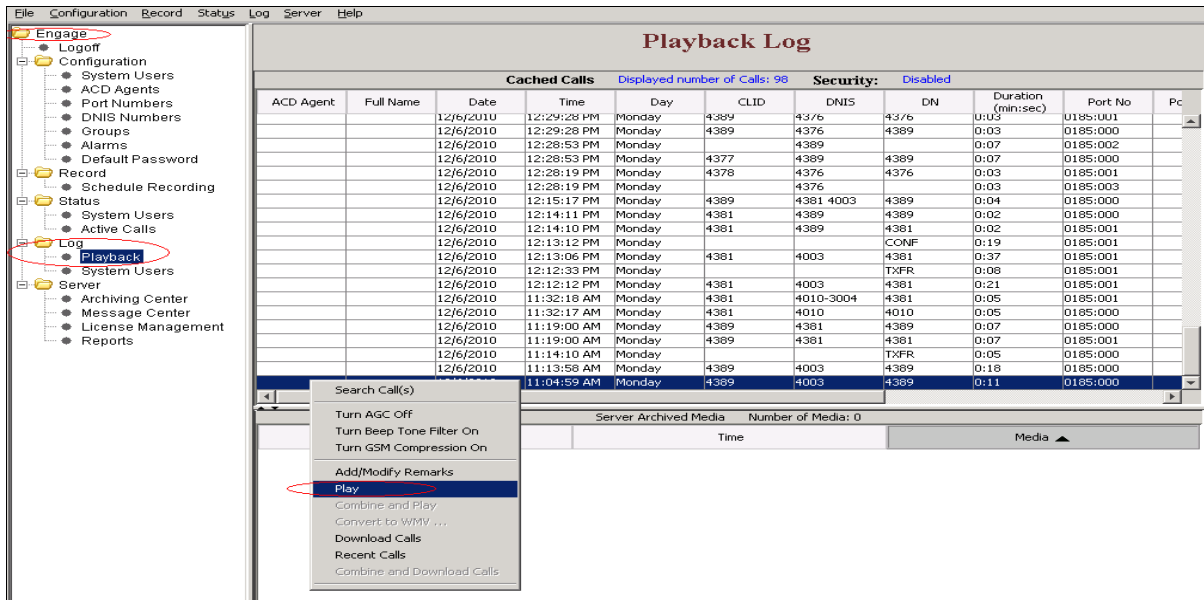 File Configuration Record Status Log Server Help
Engage
Logoff
Configuration
System Users
ACD Agents
Port Numbers
DNIS Numbers
Groups
Alarms
Default Password
Record
Schedule Recording
Status
System Users
Active Calls
Log
Playback
System Users
Server
Archiving Center
Message Center
License Management
Reports
Playback Log
Cached Calls Displayed number of Calls: 98 Security: Disabled
ACD Agent Full Name Date Time Day CLID DNIS DN Duration (min:sec) Port No
12/6/2010 12:29:28 PM Monday 4389 4376 4376 0:03 0185:001
12/6/2010 12:29:28 PM Monday 4389 4376 4389 0:03 0185:000
12/6/2010 12:28:53 PM Monday 4389 0:07 0185:002
12/6/2010 12:28:53 PM Monday 4377 4389 4389 0:07 0185:000
12/6/2010 12:28:19 PM Monday 4378 4376 4376 0:03 0185:001
12/6/2010 12:28:19 PM Monday 4376 0:03 0185:003
12/6/2010 12:15:17 PM Monday 4389 4381 4003 4389 0:04 0185:000
12/6/2010 12:14:11 PM Monday 4381 4389 4389 0:02 0185:000
12/6/2010 12:14:10 PM Monday 4381 4389 4381 0:02 0185:001
12/6/2010 12:13:12 PM Monday CONF 0:19 0185:001
12/6/2010 12:13:06 PM Monday 4381 4003 4381 0:37 0185:001
12/6/2010 12:12:33 PM Monday TXFR 0:08 0185:001
12/6/2010 12:12:12 PM Monday 4381 4003 4381 0:21 0185:001
12/6/2010 11:32:18 AM Monday 4381 4010-3004 4381 0:05 0185:001
12/6/2010 11:32:17 AM Monday 4381 4010 4010 0:05 0185:000
12/6/2010 11:19:00 AM Monday 4389 4381 4389 0:07 0185:000
12/6/2010 11:19:00 AM Monday 4389 4381 4381 0:07 0185:001
12/6/2010 11:14:10 AM Monday TXFR 0:05 0185:000
12/6/2010 11:13:58 AM Monday 4389 4003 4389 0:18 0185:000
11:04:59 AM Monday 4389 4003 4389 0:11 0185:000
Server Archived Media Number of Media: 0
Time Media
Search Call(s)
Turn AGC Off
Turn Beep Tone Filter On
Turn GSM Compression On
Add/Modify Remarks
Play
Combine and Play
Convert to WMV ...
Download Calls
Recent Calls
Combine and Download Calls